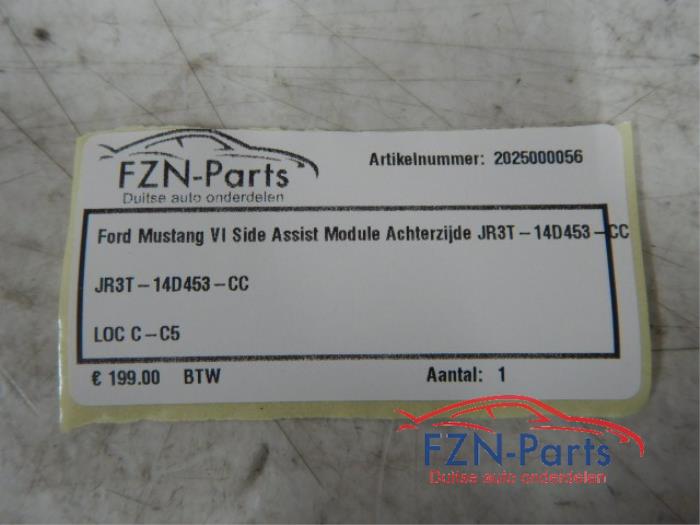 FZN-Parts
Duitse auto onderdelen
Artikelnummer: 2025000056
Ford Mustang VI Side Assist Module Achterzijde JR3T-14D453-CC
JR3T-14D453-CC
LOC C-C5
€ 199.00 BTW
Aantal: 1
FZN-Parts
Duitse auto onderdelen